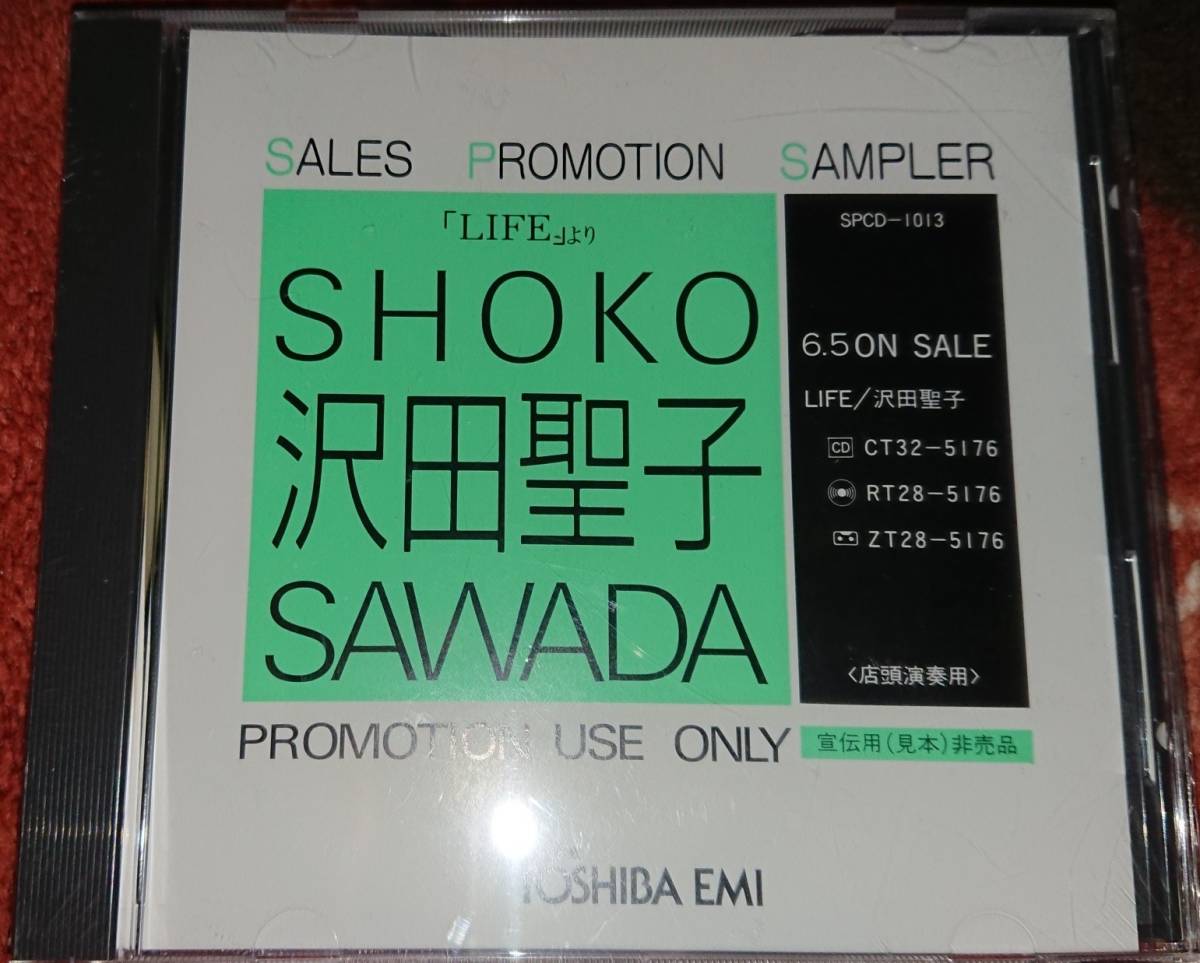 SALES PROMOTION SAMPLER
「LIFE」より
SHOKO
沢田聖子
SAWADA
SPCD-1013
6.5 ON SALE
LIFE/沢田聖子
CD CT32-5176
RT28-5176
ZT28-5176
〈店頭演奏用〉
PROMOTION USE ONLY
宣伝用(見本)非売品
TOSHIBA EMI